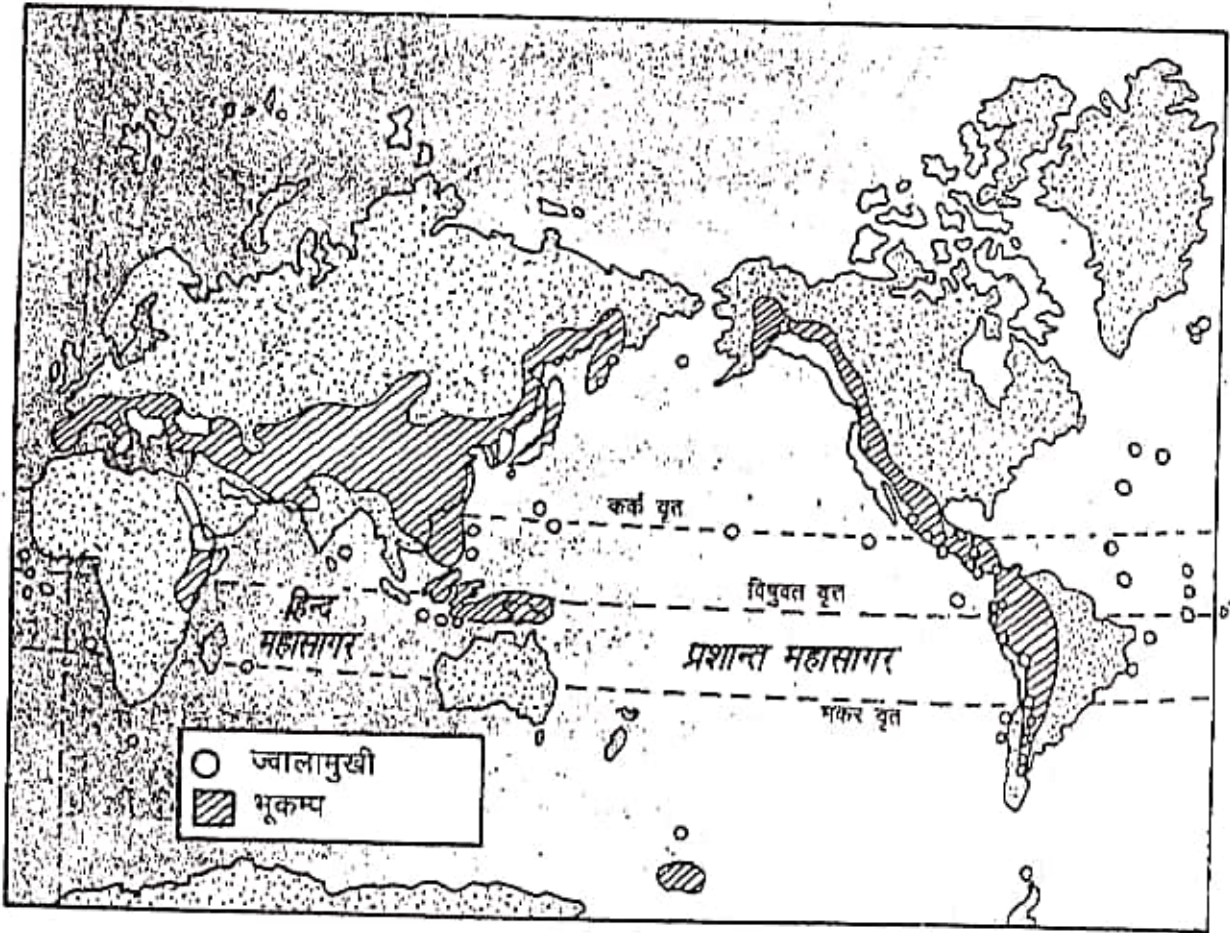 कर्क वृत
विषुवत वृत्त
हिन्द
महासागर
प्रशान्त महासागर
मकर वृत
ज्वालामुखी
भूकम्प